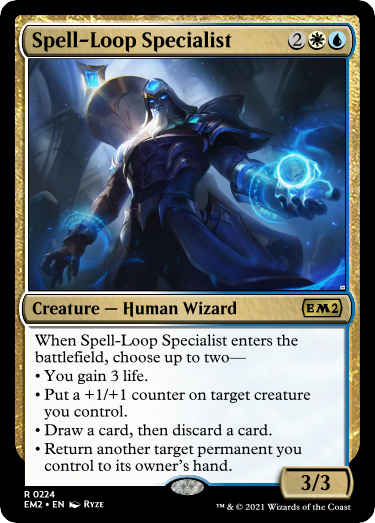 Spell-Loop Specialist 2
Creature — Human Wizard EM2
When Spell-Loop Specialist enters the
battlefield, choose up to two—
• You gain 3 life.
• Put a +1/+1 counter on target creature
you control.
• Draw a card, then discard a card.
• Return another target permanent you
control to its owner's hand.
3/3
R 0224
EM2 • EN Ryze
™ & © 2021 Wizards of the Coast